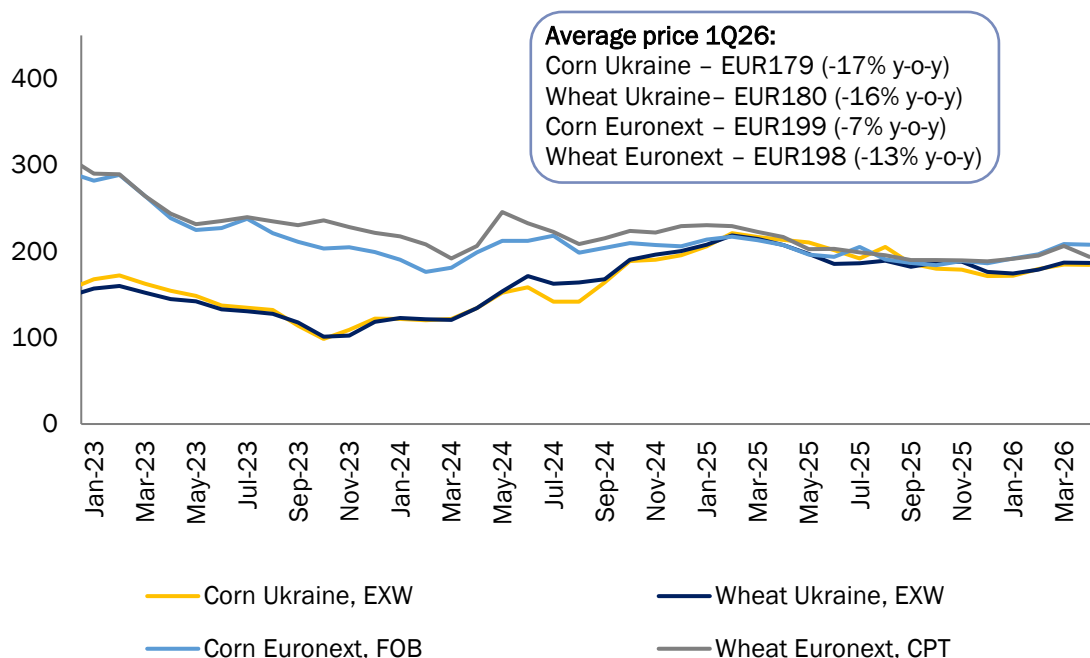 Average price 1Q26:
Corn Ukraine – EUR179 (-17% y-o-y)
Wheat Ukraine– EUR180 (-16% y-o-y)
Corn Euronext – EUR199 (-7% y-o-y)
Wheat Euronext – EUR198 (-13% y-o-y)
400
300
200
100
0
Jan-23
Mar-23
May-23
Jul-23
Sep-23
Nov-23
Jan-24
Mar-24
May-24
Jul-24
Sep-24
Nov-24
Jan-25
Mar-25
May-25
Jul-25
Sep-25
Nov-25
Jan-26
Mar-26
Corn Ukraine, EXW
Wheat Ukraine, EXW
Corn Euronext, FOB
Wheat Euronext, CPT